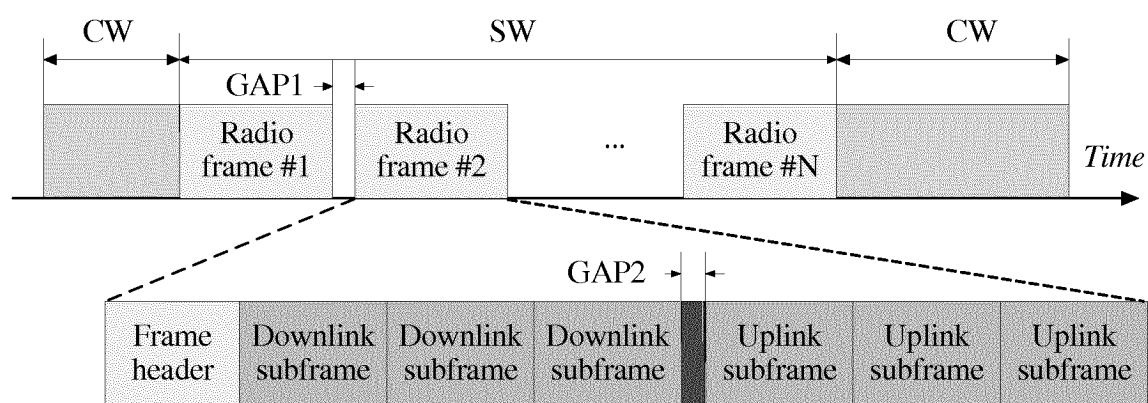 CW
SW
CW
GAP1
Radio
frame #1
Radio
frame #2
...
Radio
frame #N
Time
GAP2
Frame
header
Downlink
subframe
Downlink
subframe
Downlink
subframe
Uplink
subframe
Uplink
subframe
Uplink
subframe